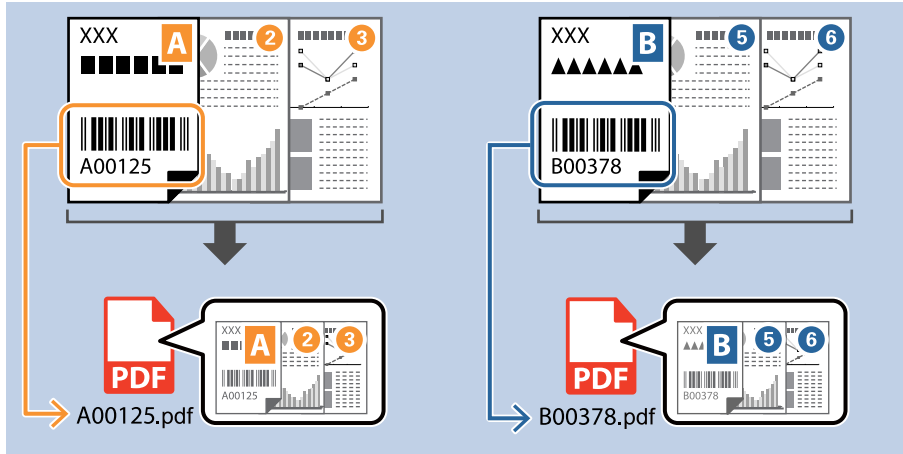 XXX A 2 3
A00125
XXX B 5 6
B00378
PDF
XXX A 2 3
A00125
A00125.pdf
PDF
XXX B 5 6
B00378
B00378.pdf